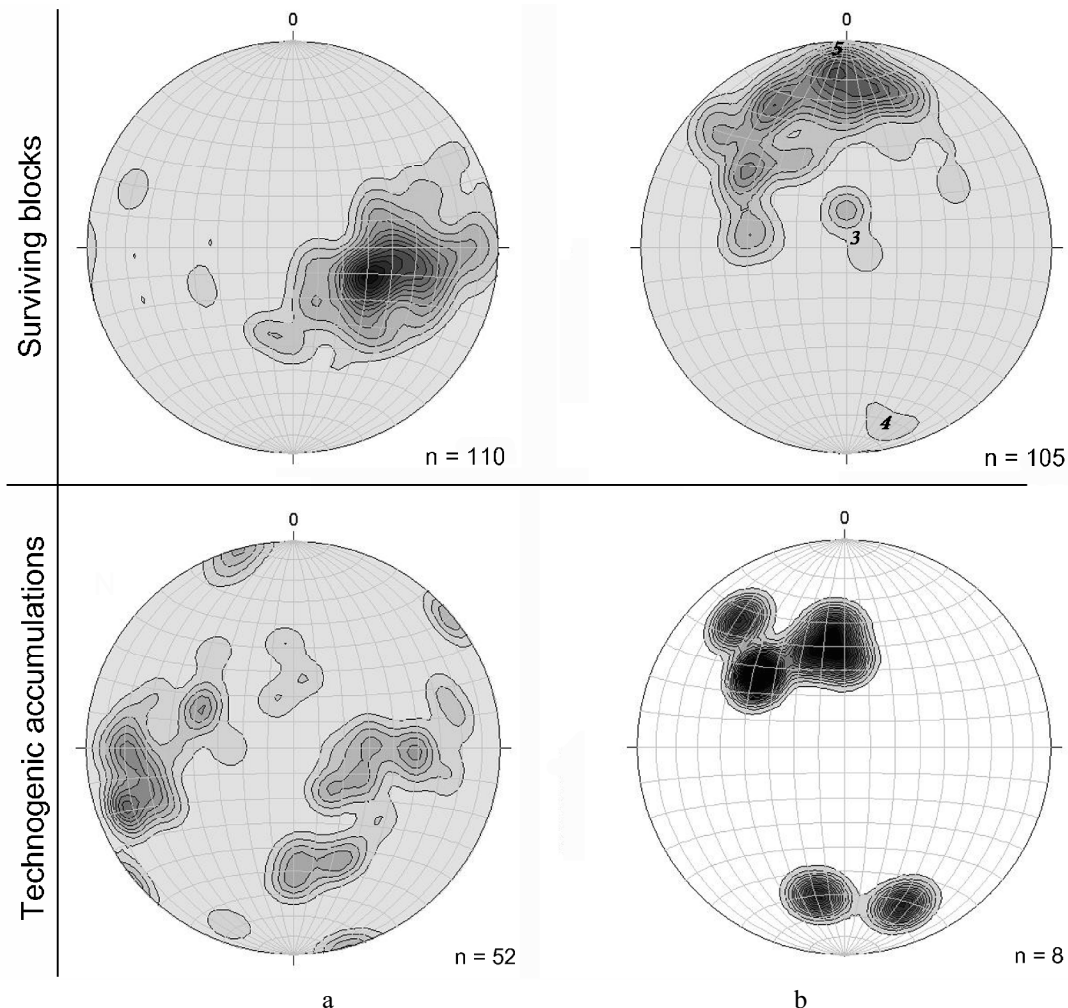 Surviving blocks
0
n = 110
0
5
3
4
n = 105
Technogenic accumulations
0
n = 52
0
n = 8
a
b